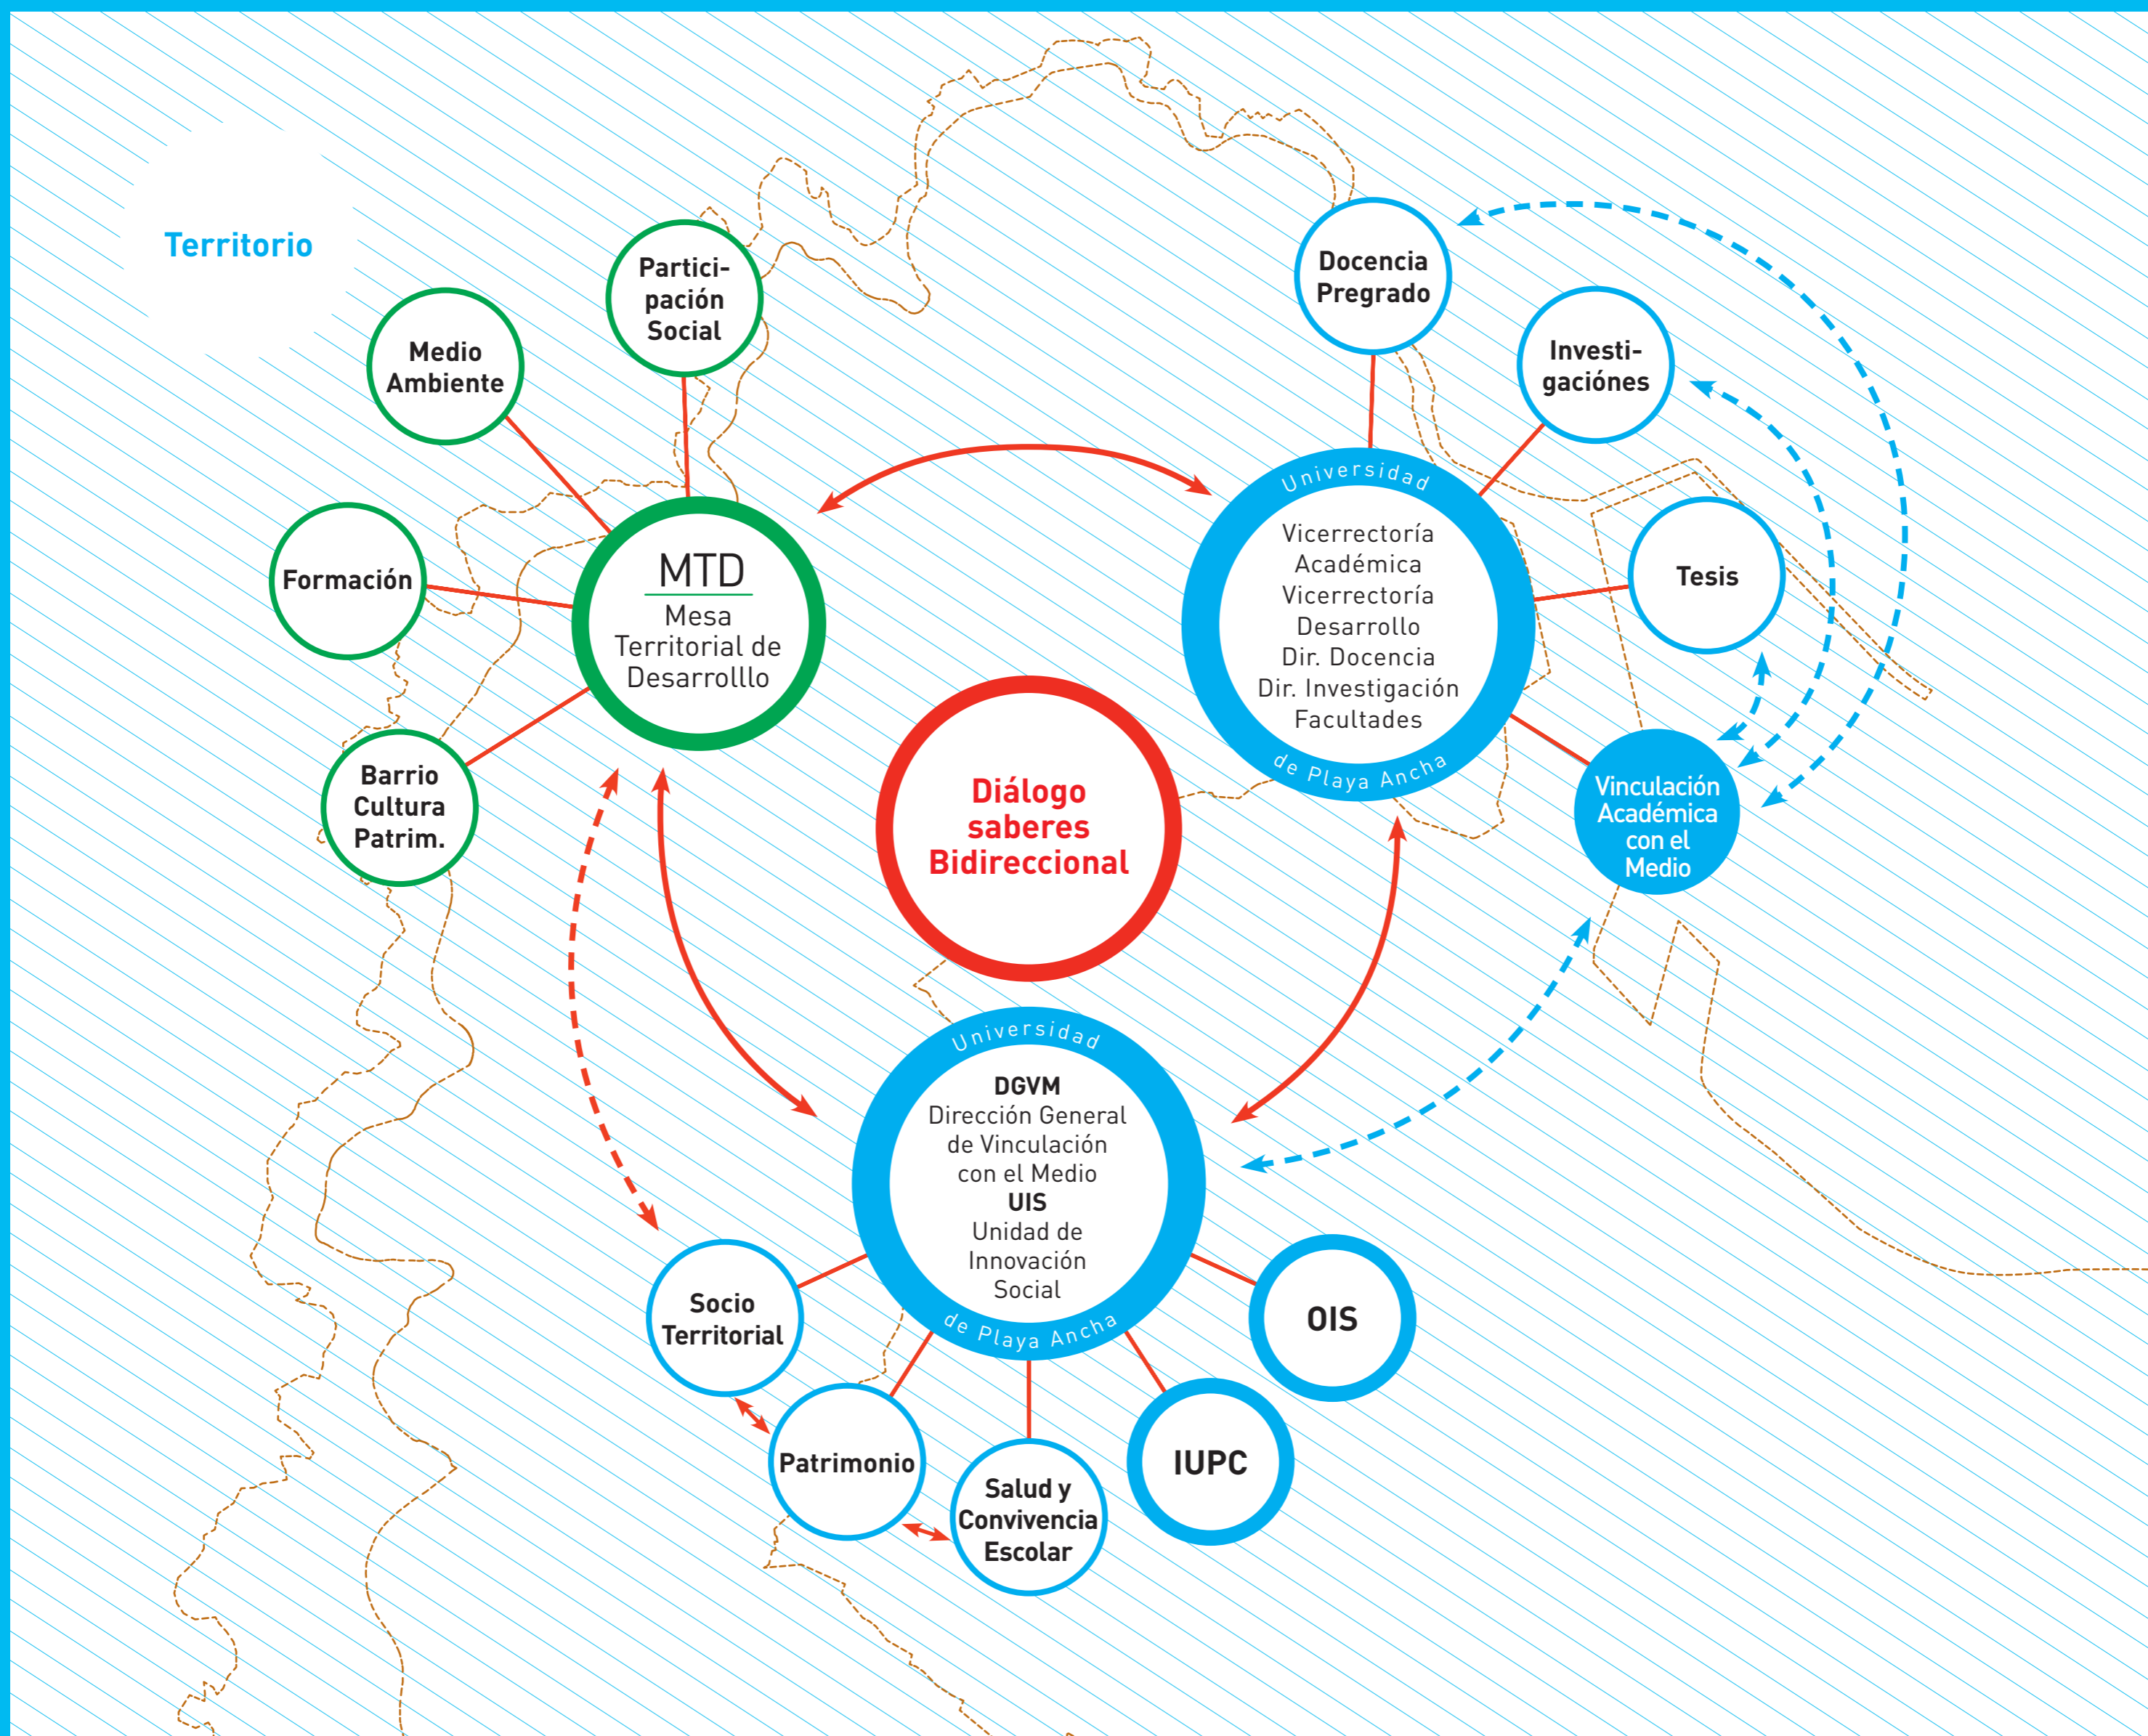 Territorio
Partici-
pación
Social
Medio
Ambiente
Formación
Barrio
Cultura
Patrim.
MTD
Mesa
Territorial de
Desarrolllo
Docencia
Pregrado
Investi-
gaciónes
Tesis
Vinculación
Académica
con el
Medio
Universidad
Vicerrectoría
Académica
Vicerrectoría
Desarrollo
Dir. Docencia
Dir. Investigación
Facultades
de Playa Ancha
Diálogo
saberes
Bidireccional
Universidad
DGVM
Dirección General
de Vinculación
con el Medio
UIS
Unidad de
Innovación
Social
de Playa Ancha
Socio
Territorial
Patrimonio
Salud y
Convivencia
Escolar
IUPC
OIS